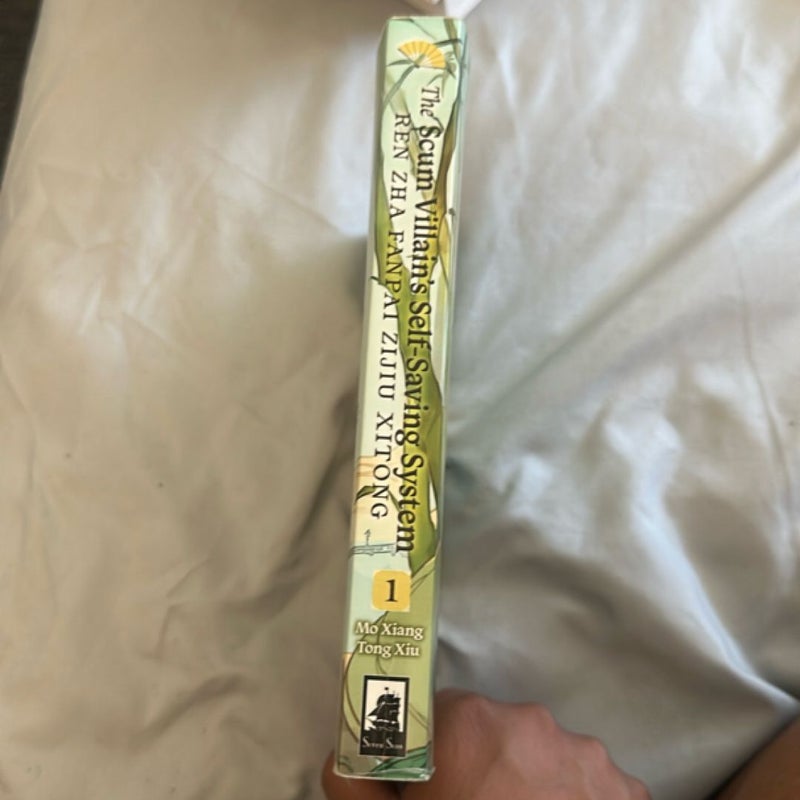 The Scum Villain's Self-Saving System
REN ZHA FANPAI ZIJIU XITONG
1
Mo Xiang
Tong Xiu
Seven Seas